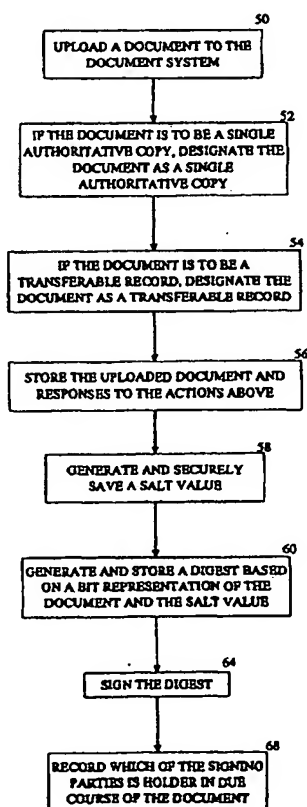 50
UPLOAD A DOCUMENT TO THE
DOCUMENT SYSTEM
52
IF THE DOCUMENT IS TO BE A SINGLE
AUTHORITATIVE COPY, DESIGNATE THE
DOCUMENT AS A SINGLE
AUTHORITATIVE COPY
54
IF THE DOCUMENT IS TO BE A
TRANSFERABLE RECORD, DESIGNATE THE
DOCUMENT AS A TRANSFERABLE RECORD
56
STORE THE UPLOADED DOCUMENT AND
RESPONSES TO THE ACTIONS ABOVE
58
GENERATE AND SECURELY
SAVE A SALT VALUE
60
GENERATE AND STORE A DIGEST BASED
ON A BIT REPRESENTATION OF THE
DOCUMENT AND THE SALT VALUE
64
SIGN THE DIGEST
68
RECORD WHICH OF THE SIGNING
PARTIES IS HOLDER IN DUE
COURSE OF THE DOCUMENT